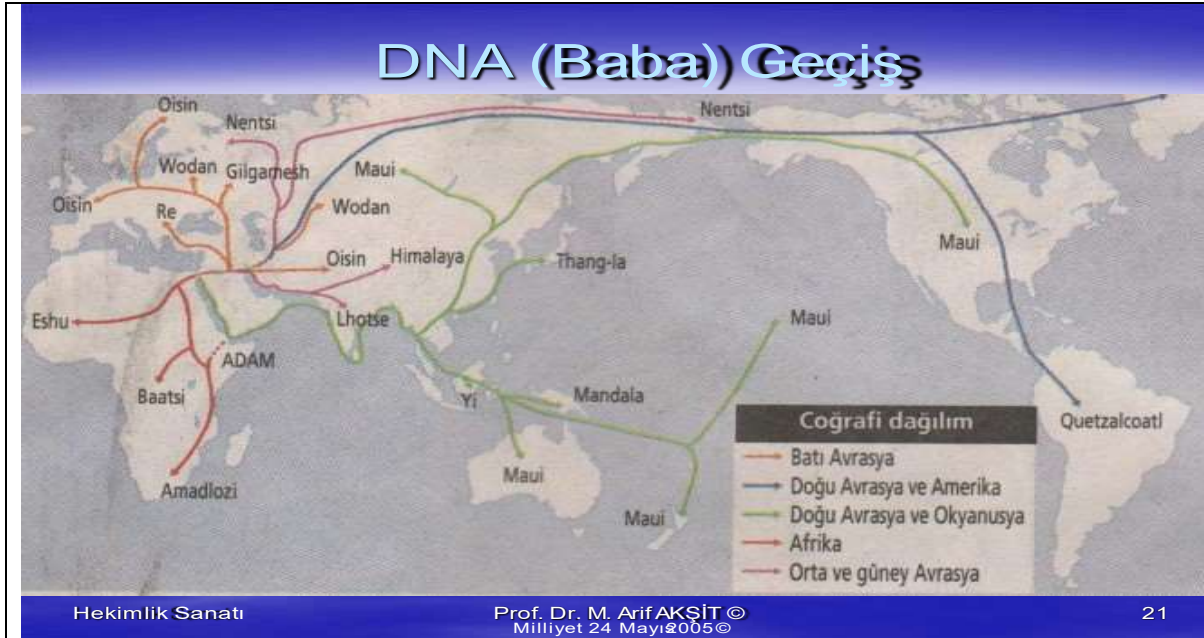 DNA (Baba) Geçiş
Oisin
Nentsi
Nentsi
Wodan
Gilgamesh
Maui
Oisin
Re
Wodan
Oisin
Himalaya
Thang-la
Maui
Eshu
Lhotse
Maui
ADAM
Baatsi
Yi
Mandala
Quetzalcoatl
Amadlozi
Maui
Maui
Coğrafi dağılım
Batı Avrasya
Doğu Avrasya ve Amerika
Doğu Avrasya ve Okyanusya
Afrika
Orta ve güney Avrasya
Hekimlik Sanatı
Prof. Dr. M. Arif AKŞİT ©
Milliyet 24 Mayıs2005©
21